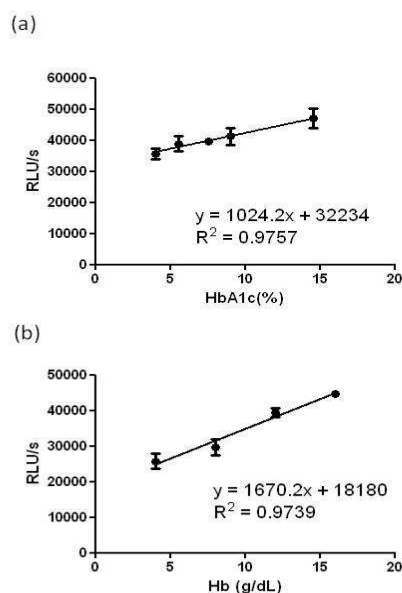 (a)
60000
50000
40000
30000
20000
10000
0
RLU/s
y = 1024.2x + 32234
R² = 0.9757
0 5 10 15 20
HbA1c(%)
(b)
50000
40000
30000
20000
10000
0
RLU/s
y = 1670.2x + 18180
R² = 0.9739
0 5 10 15 20
Hb (g/dL)